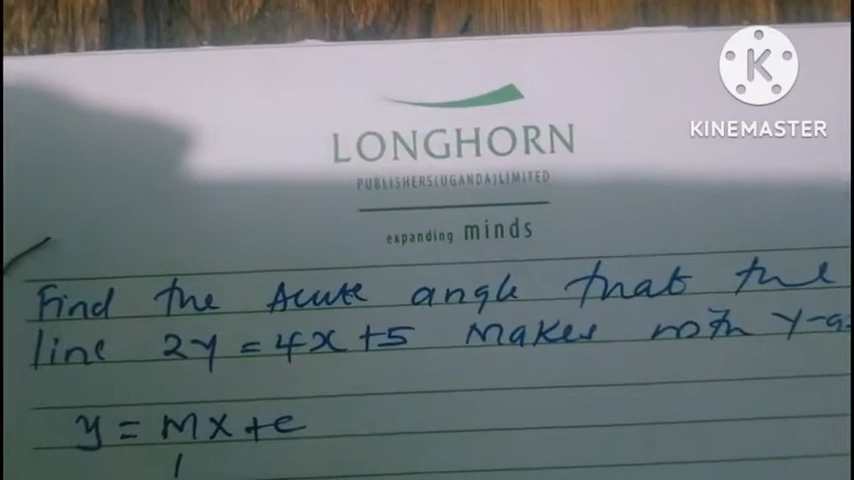 KINEMASTER
LONGHORN
PUBLISHERS(UGANDA)LIMITED
expanding minds
Find the Acute angle that the
line 2y = 4x + 5 Makes with
y = mx + c